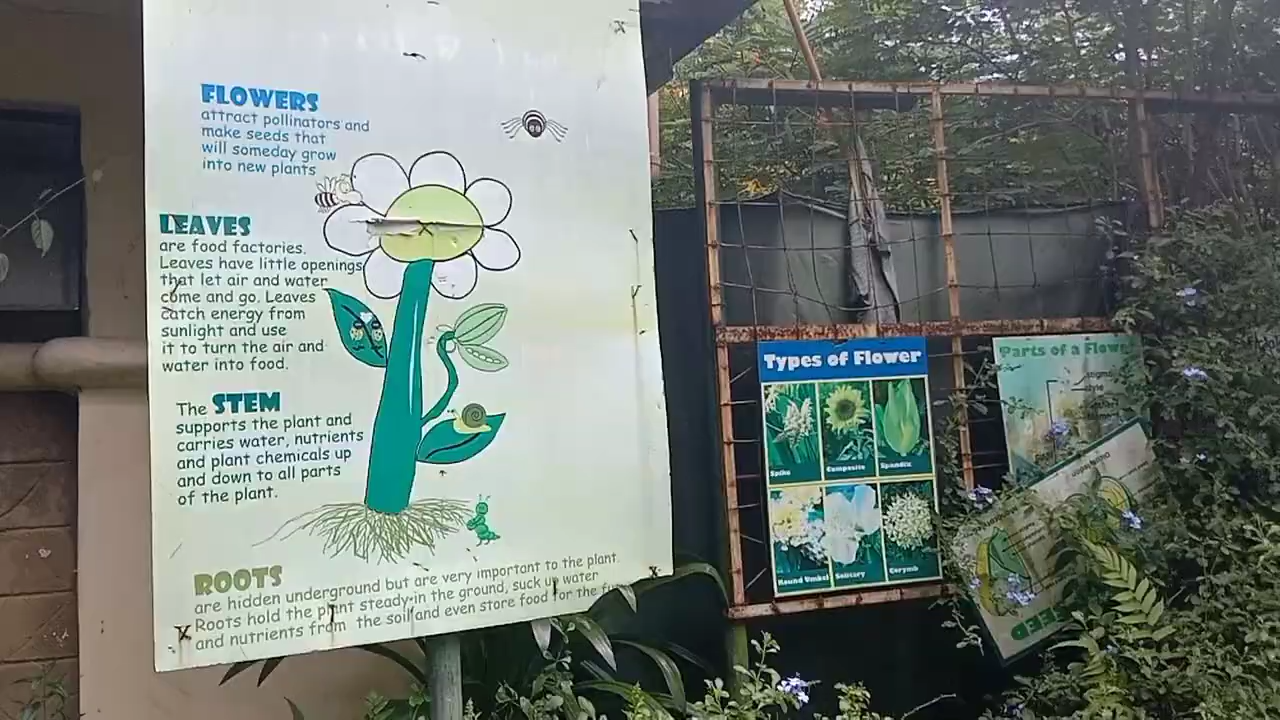 FLOWERS
attract pollinators and
make seeds that
will someday grow
into new plants
LEAVES
are food factories.
Leaves have little openings
that let air and water
come and go. Leaves
catch energy from
sunlight and use
it to turn the air and
water into food.
The STEM
supports the plant and
carries water, nutrients
and plant chemicals up
and down to all parts
of the plant.
ROOTS
are hidden underground but are very important to the plant.
Roots hold the plant steady in the ground, suck up water
and nutrients from the soil and even store food for the
Types of Flower
Spike
Composite
Spandix
Round Umbel
Solitary
Corymb
Parts of a Flower
stigma
style